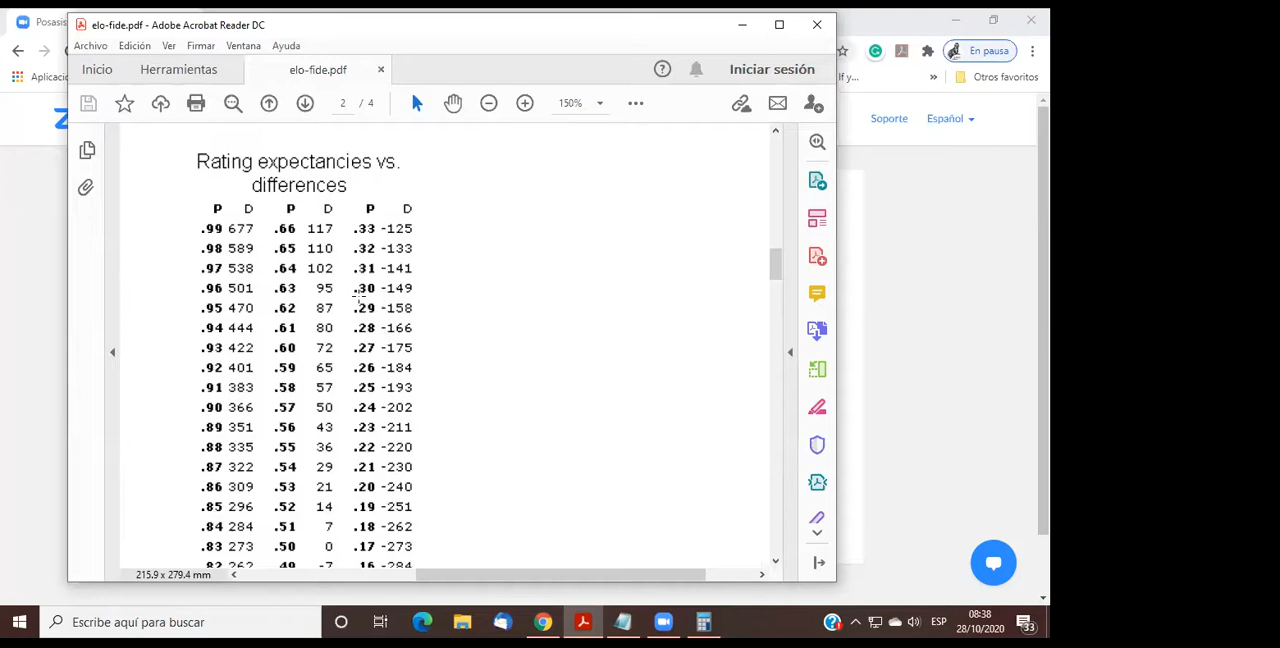 Posasis
elo-fide.pdf - Adobe Acrobat Reader DC
Archivo Edición Ver Firmar Ventana Ayuda
En pausa
Inicio Herramientas elo-fide.pdf Iniciar sesión
Aplicacio
If y...
» Otros favoritos
2 / 4 150%
Soporte Español
Rating expectancies vs.
differences
P D P D P D
.99 677 .66 117 .33 -125
.98 589 .65 110 .32 -133
.97 538 .64 102 .31 -141
.96 501 .63 95 .30 -149
.95 470 .62 87 .29 -158
.94 444 .61 80 .28 -166
.93 422 .60 72 .27 -175
.92 401 .59 65 .26 -184
.91 383 .58 57 .25 -193
.90 366 .57 50 .24 -202
.89 351 .56 43 .23 -211
.88 335 .55 36 .22 -220
.87 322 .54 29 .21 -230
.86 309 .53 21 .20 -240
.85 296 .52 14 .19 -251
.84 284 .51 7 .18 -262
.83 273 .50 0 .17 -273
.82 262 .49 -7 .16 -284
215.9 x 279.4 mm
Escribe aquí para buscar
ESP
08:38
28/10/2020
33